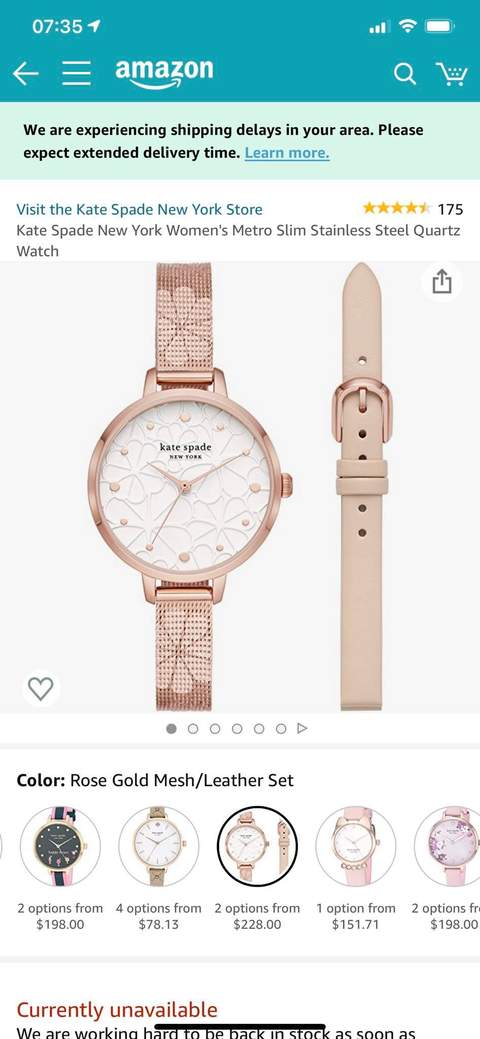 07:35
amazon
We are experiencing shipping delays in your area. Please
expect extended delivery time. Learn more.
Visit the Kate Spade New York Store
175
Kate Spade New York Women's Metro Slim Stainless Steel Quartz
Watch
kate spade
NEW YORK
Color: Rose Gold Mesh/Leather Set
2 options from
$198.00
4 options from
$78.13
2 options from
$228.00
1 option from
$151.71
2 options fr
$198.00
Currently unavailable
We are working hard to be back in stock as soon as